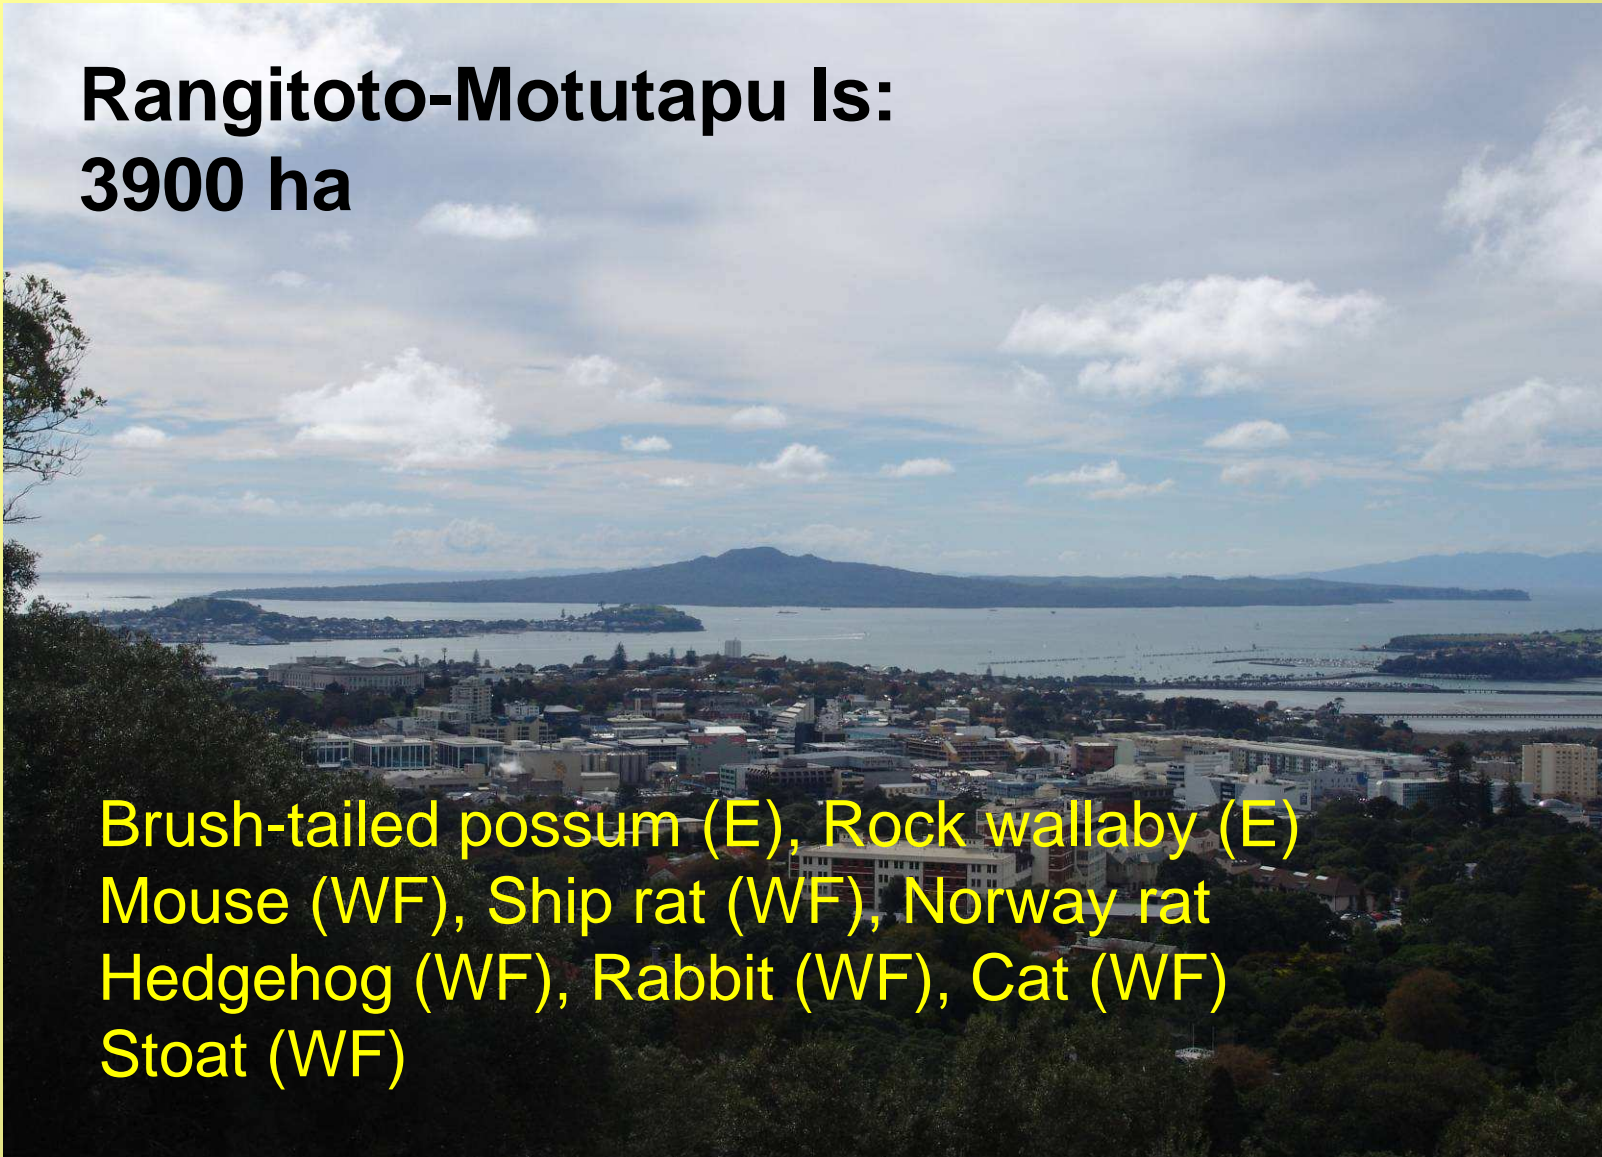 Rangitoto-Motutapu Is:
3900 ha
Brush-tailed possum (E), Rock wallaby (E)
Mouse (WF), Ship rat (WF), Norway rat
Hedgehog (WF), Rabbit (WF), Cat (WF)
Stoat (WF)